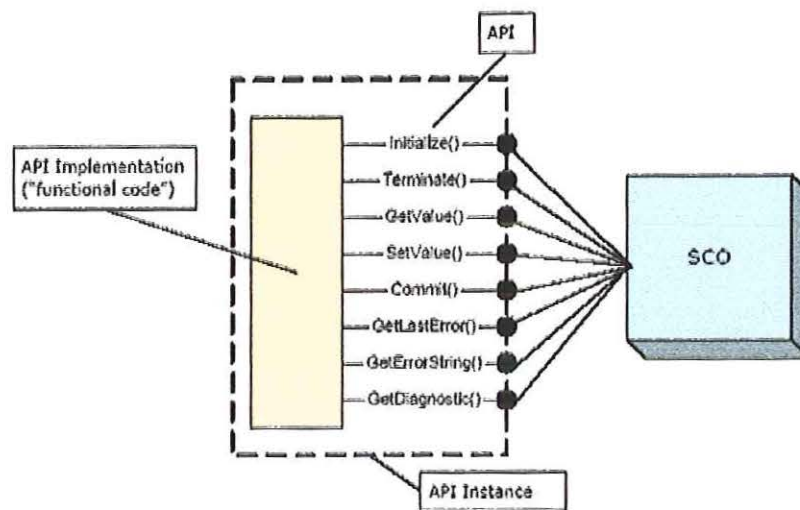 API
Initialize()
Terminate()
GetValue()
SetValue()
Commit()
GetLastError()
GetErrorString()
GetDiagnostic()
API Implementation
("functional code")
SCO
API Instance